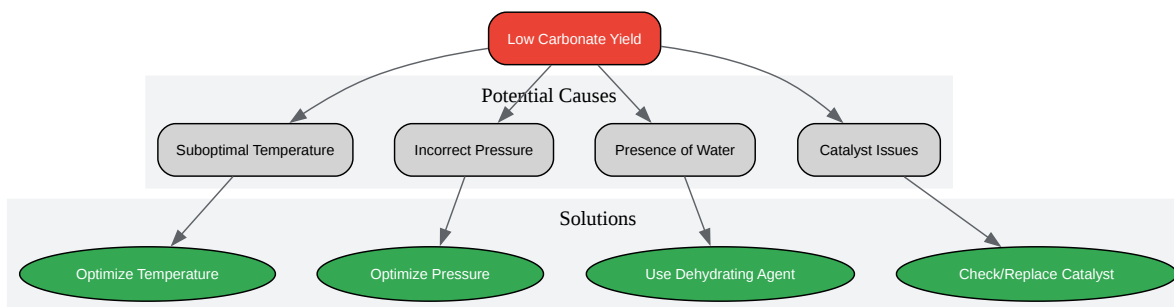 Low Carbonate Yield
Potential Causes
Suboptimal Temperature
Incorrect Pressure
Presence of Water
Catalyst Issues
Solutions
Optimize Temperature
Optimize Pressure
Use Dehydrating Agent
Check/Replace Catalyst